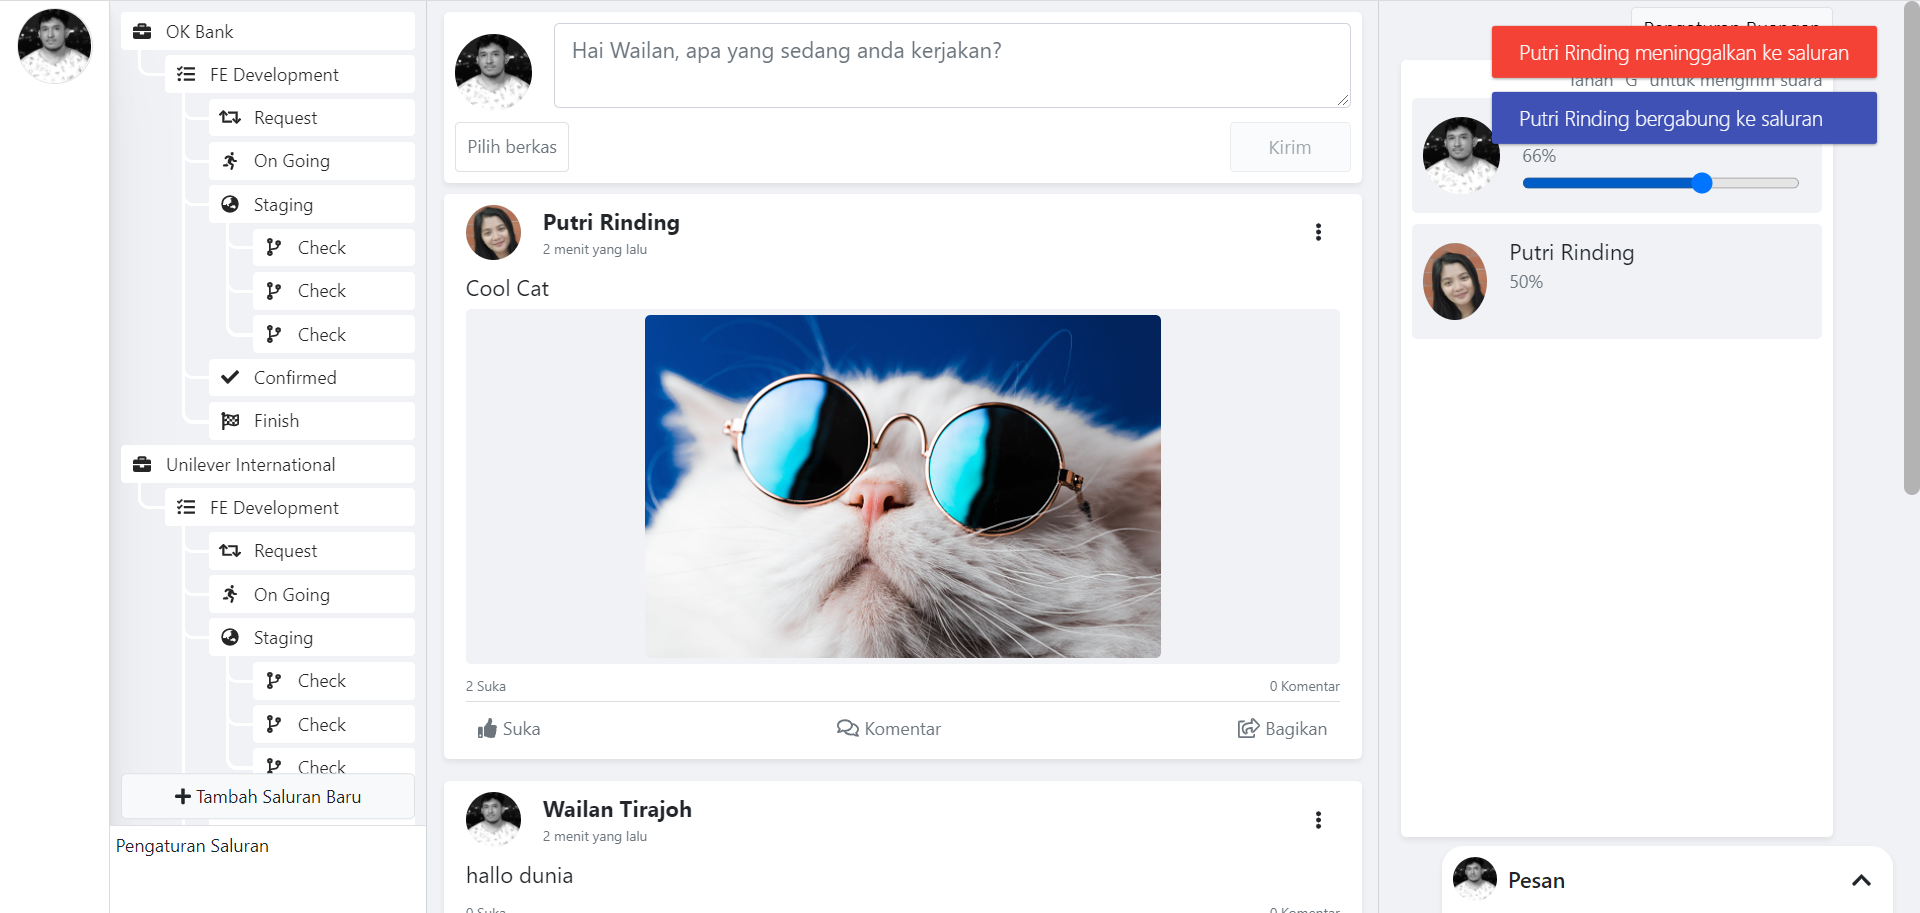 OK Bank
FE Development
Request
On Going
Staging
Check
Check
Check
Confirmed
Finish
Unilever International
FE Development
Request
On Going
Staging
Check
Check
Check
Tambah Saluran Baru
Pengaturan Saluran
Hai Wailan, apa yang sedang anda kerjakan?
Pilih berkas
Kirim
Putri Rinding
2 menit yang lalu
Cool Cat
2 Suka
0 Komentar
Suka
Komentar
Bagikan
Wailan Tirajoh
2 menit yang lalu
hallo dunia
0 Suka
0 Komentar
Pengaturan Ruangan
Putri Rinding meninggalkan ke saluran
Tahan "G" untuk mengirim suara
Putri Rinding bergabung ke saluran
66%
Putri Rinding
50%
Pesan